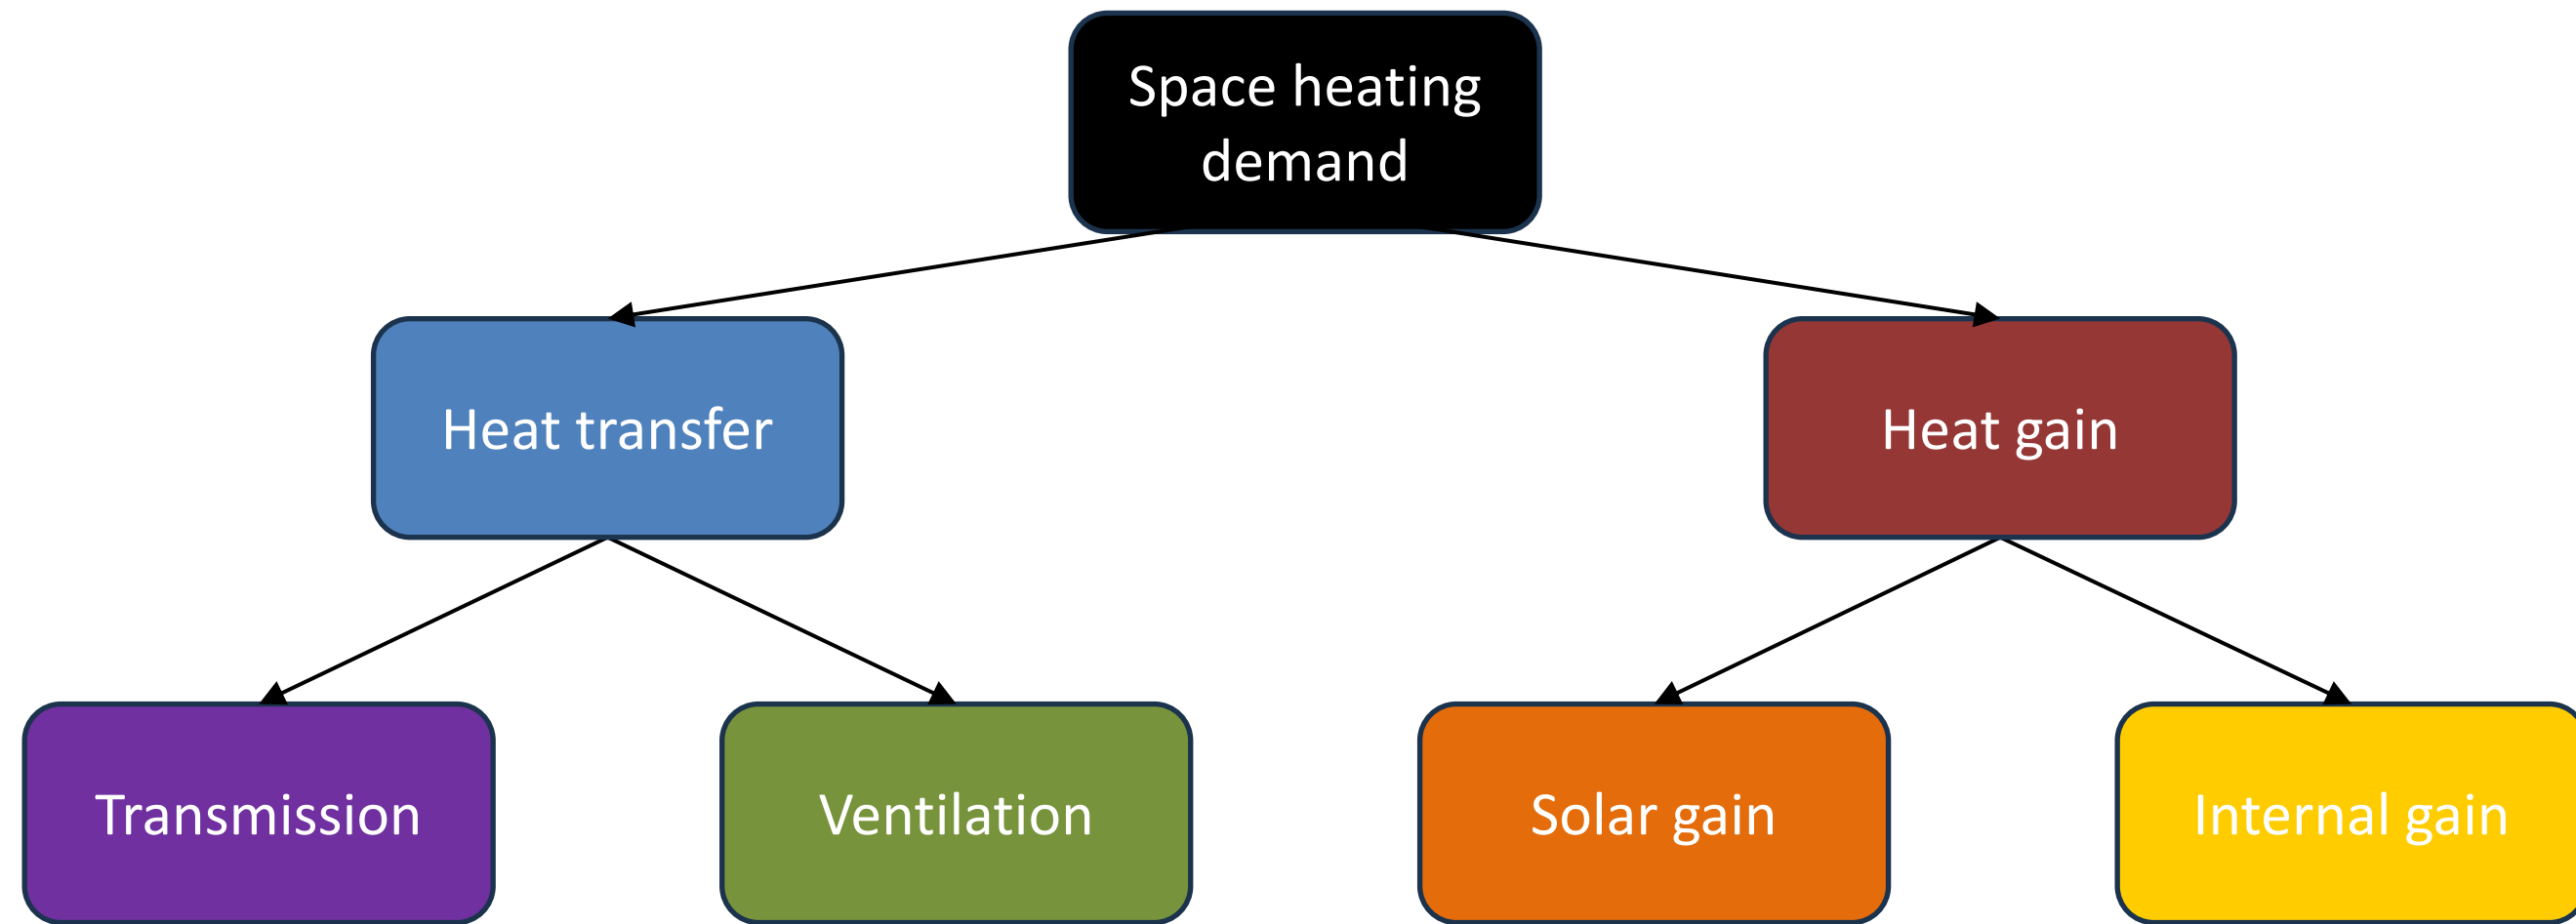 Space heating
demand
Heat transfer
Heat gain
Transmission
Ventilation
Solar gain
Internal gain